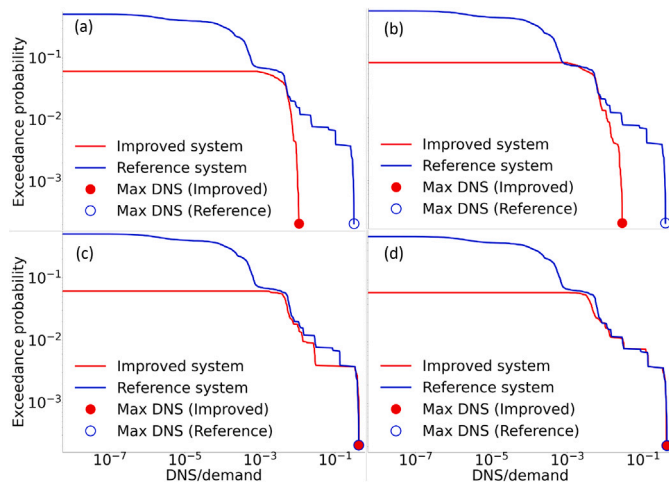 (a)
(b)
Exceedance probability
10⁻¹
10⁻²
10⁻³
Improved system
Reference system
Max DNS (Improved)
Max DNS (Reference)
Improved system
Reference system
Max DNS (Improved)
Max DNS (Reference)
(c)
(d)
Exceedance probability
10⁻¹
10⁻²
10⁻³
Improved system
Reference system
Max DNS (Improved)
Max DNS (Reference)
Improved system
Reference system
Max DNS (Improved)
Max DNS (Reference)
10⁻⁷ 10⁻⁵ 10⁻³ 10⁻¹
10⁻⁷ 10⁻⁵ 10⁻³ 10⁻¹
DNS/demand
DNS/demand